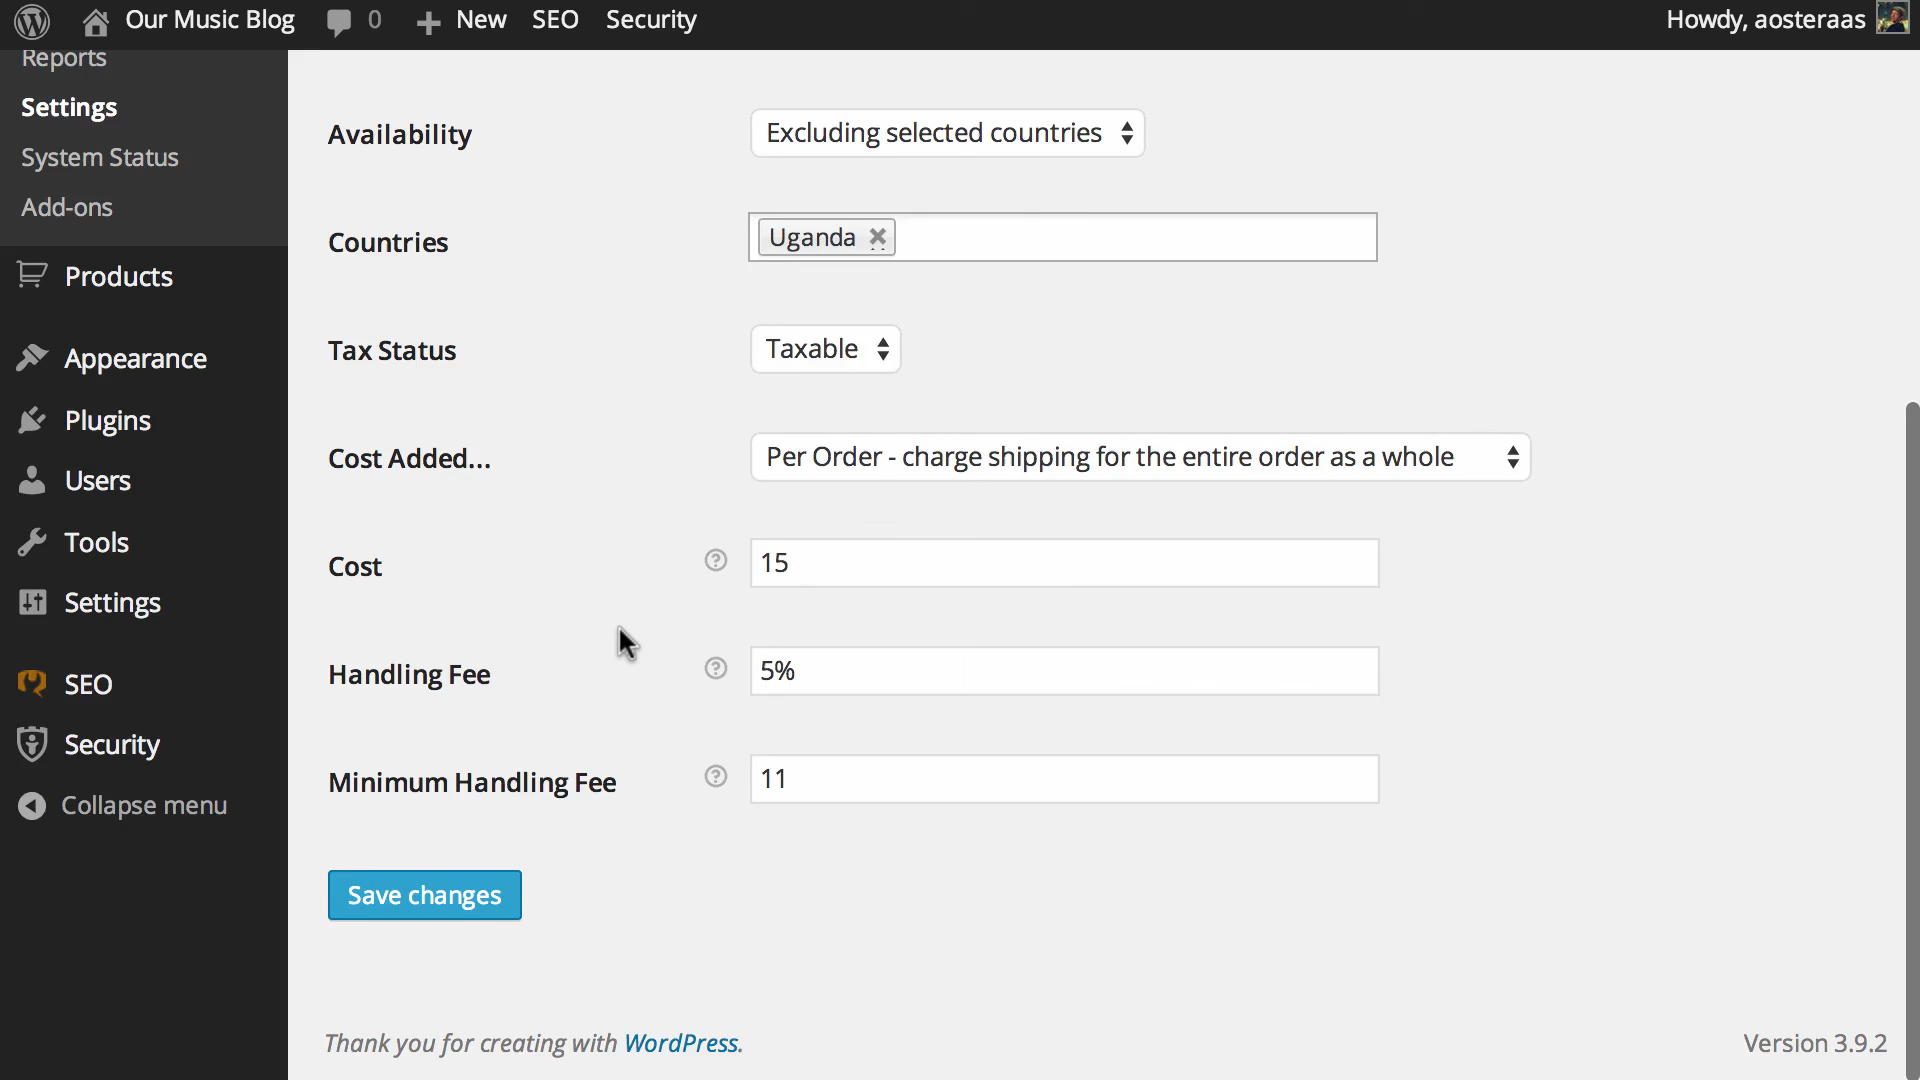 Our Music Blog 0 New SEO Security Howdy, aosteraas
Reports
Settings
System Status
Add-ons
Products
Appearance
Plugins
Users
Tools
Settings
SEO
Security
Collapse menu
Availability Excluding selected countries
Countries Uganda
Tax Status Taxable
Cost Added... Per Order - charge shipping for the entire order as a whole
Cost ? 15
Handling Fee ? 5%
Minimum Handling Fee ? 11
Save changes
Thank you for creating with WordPress. Version 3.9.2